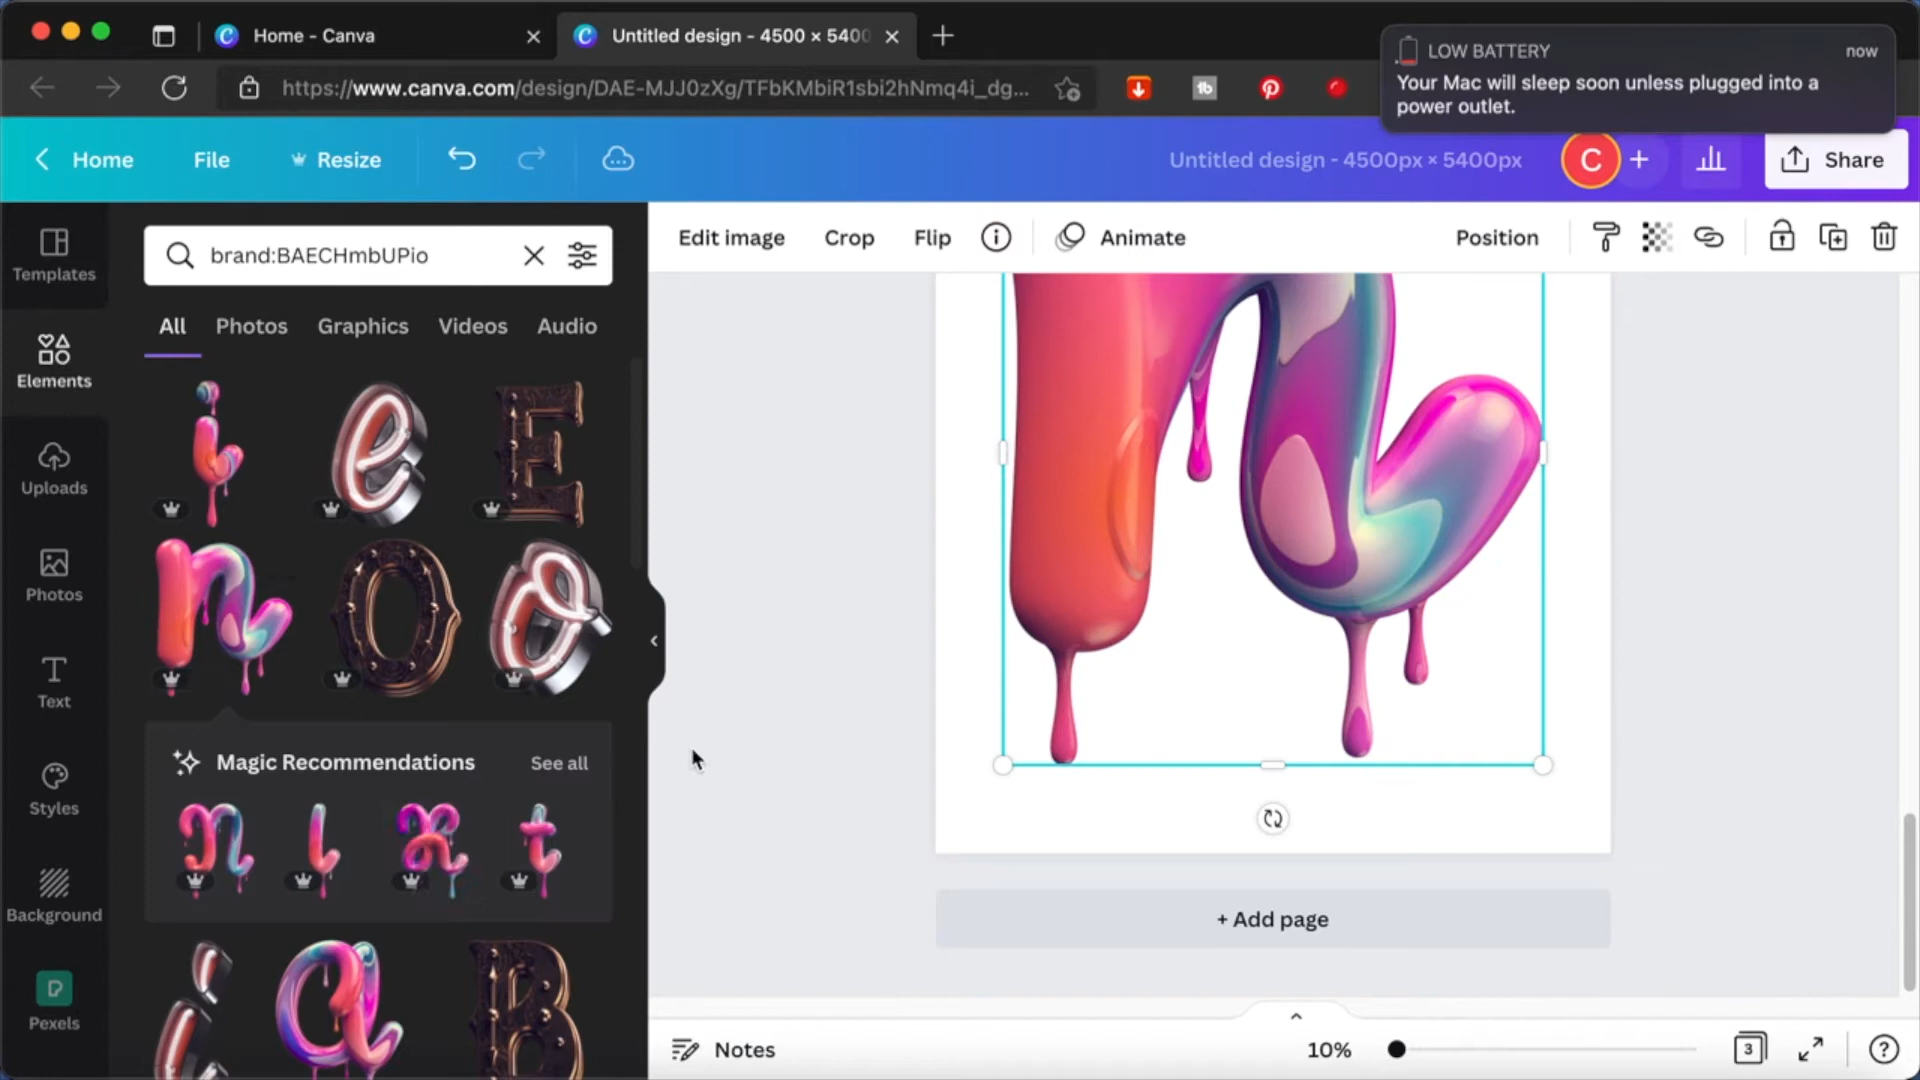 Home - Canva
Untitled design - 4500 × 5400
LOW BATTERY
now
Your Mac will sleep soon unless plugged into a
power outlet.
https://www.canva.com/design/DAE-MJJ0zXg/TFbKMbiR1sbi2hNmq4i_dg...
Home
File
Resize
Untitled design - 4500px × 5400px
C
Share
Templates
Elements
Uploads
Photos
Text
Styles
Background
Pexels
brand:BAECHmbUPio
All
Photos
Graphics
Videos
Audio
Edit image
Crop
Flip
Animate
Position
i
e
E
n
O
o
Magic Recommendations
See all
n
l
x
t
i
a
B
n
+ Add page
Notes
10%
3